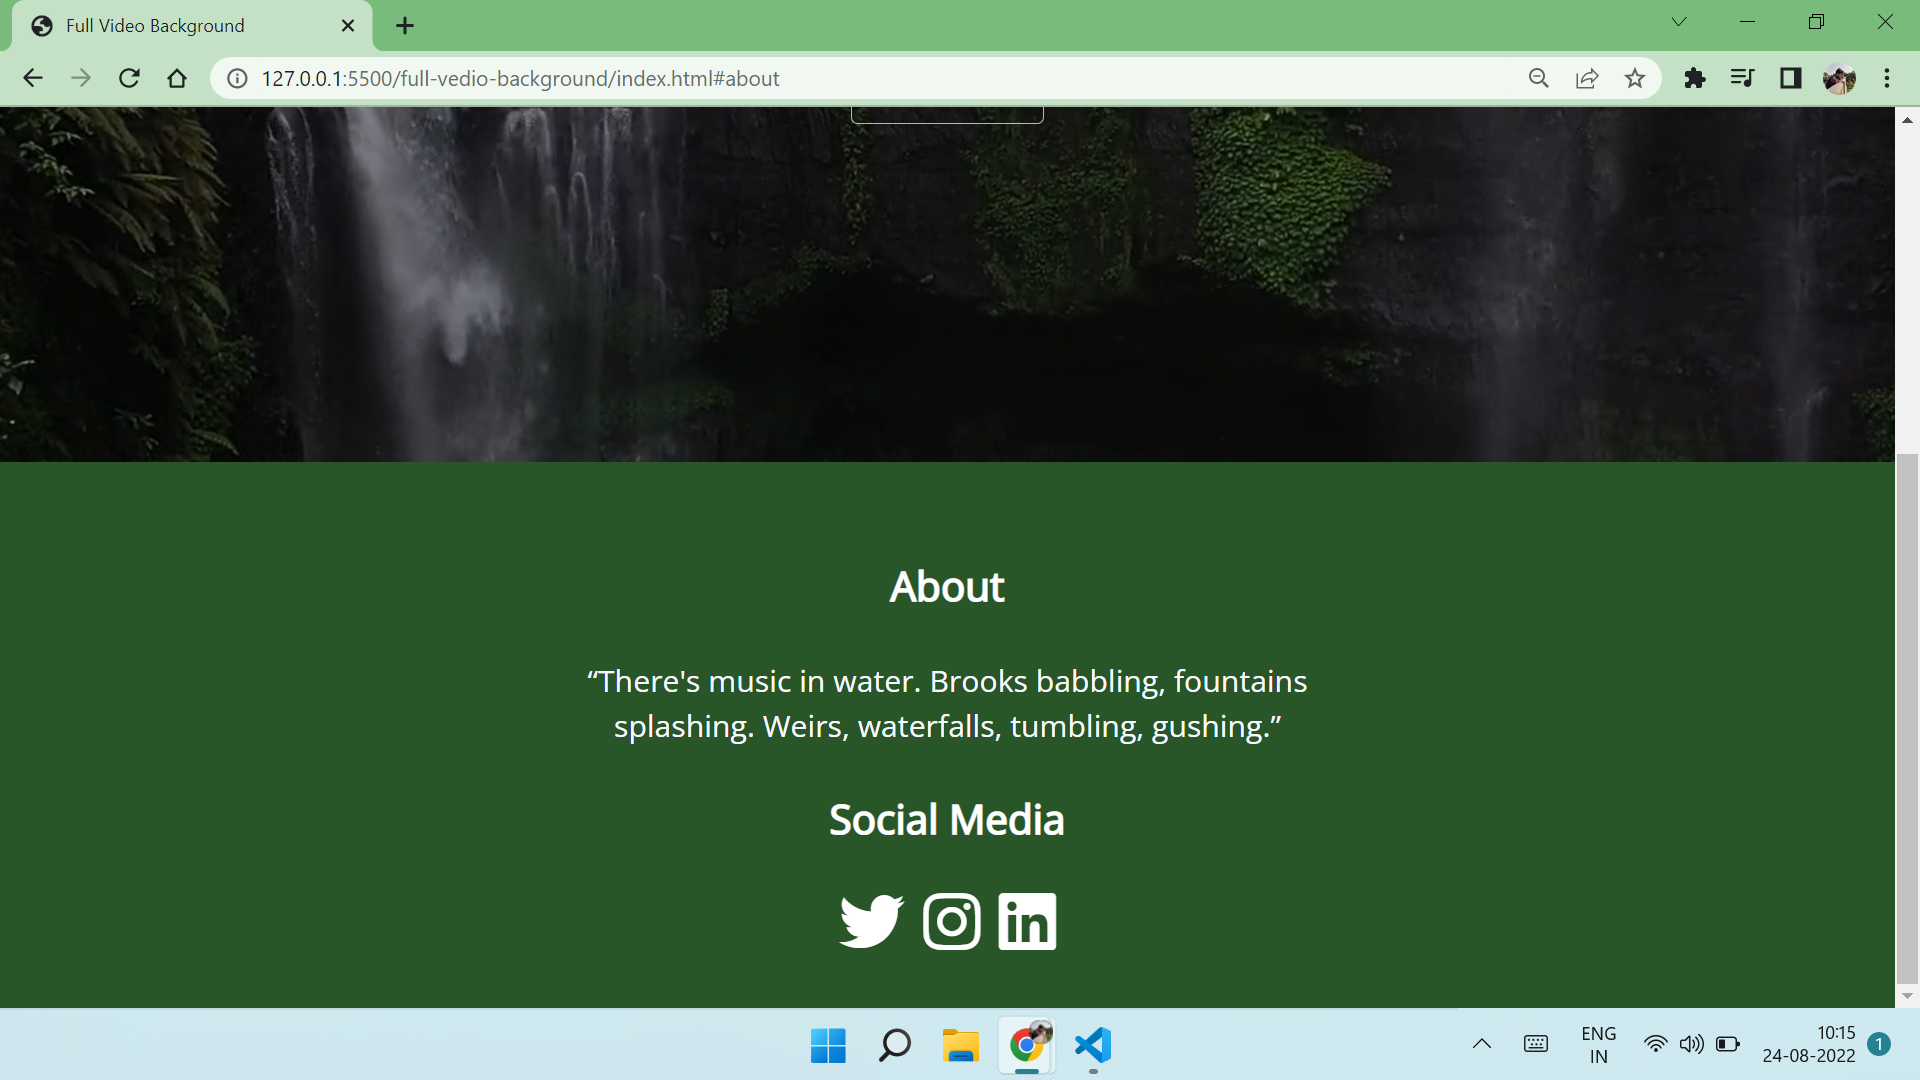 Full Video Background
127.0.0.1:5500/full-vedio-background/index.html#about
About
“There's music in water. Brooks babbling, fountains
splashing. Weirs, waterfalls, tumbling, gushing.”
Social Media
in
ENG
IN
10:15
24-08-2022
1